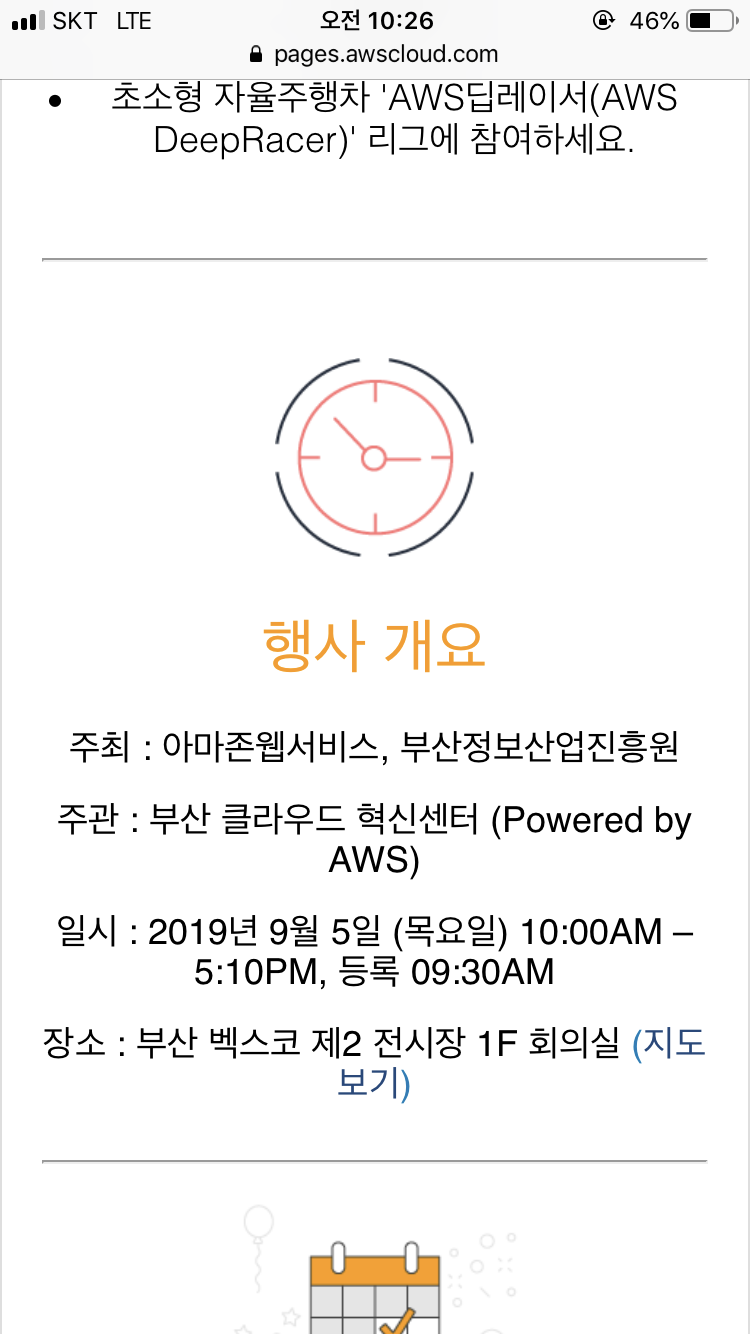 SKT LTE 오전 10:26 46%
pages.awscloud.com
• 초소형 자율주행차 'AWS딥레이서(AWS
DeepRacer)' 리그에 참여하세요.
행사 개요
주최 : 아마존웹서비스, 부산정보산업진흥원
주관 : 부산 클라우드 혁신센터 (Powered by
AWS)
일시 : 2019년 9월 5일 (목요일) 10:00AM –
5:10PM, 등록 09:30AM
장소 : 부산 벡스코 제2 전시장 1F 회의실 (지도
보기)